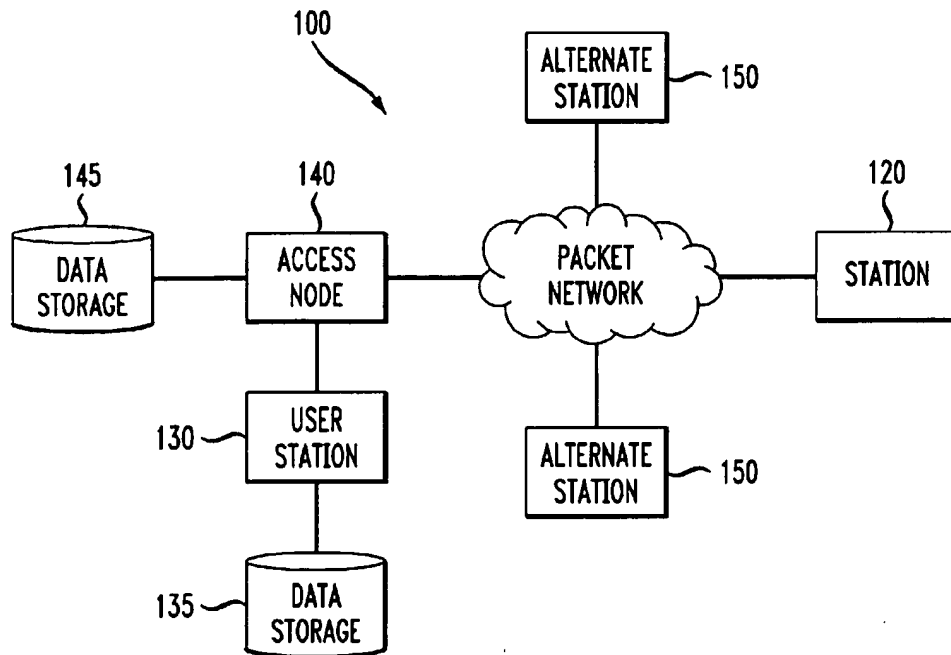 100
ALTERNATE
STATION
150
145
140
120
DATA
STORAGE
ACCESS
NODE
PACKET
NETWORK
STATION
130
USER
STATION
ALTERNATE
STATION
150
135
DATA
STORAGE